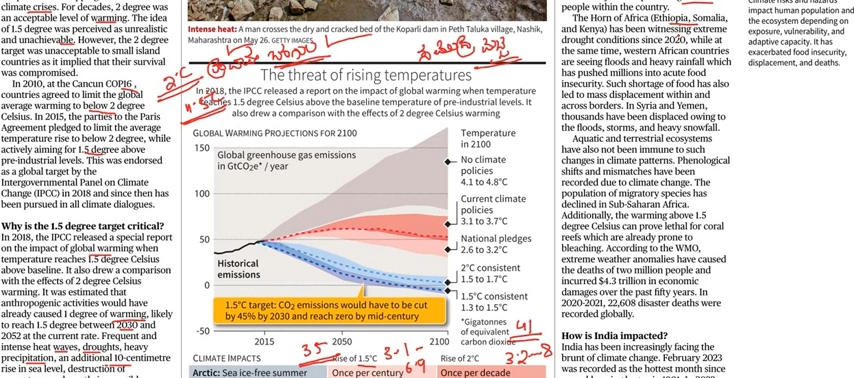 climate crises. For decades, 2 degree was
an acceptable level of warming. The idea
of 1.5 degree was perceived as unrealistic
and unachievable. However, the 2 degree
target was unacceptable to small island
countries as it implied that their survival
was compromised.
In 2010, at the Cancun COP16 ,
countries agreed to limit the global
average warming to below 2 degree
Celsius. In 2015, the parties to the Paris
Agreement pledged to limit the average
temperature rise to below 2 degree, while
actively aiming for 1.5 degree above
pre-industrial levels. This was endorsed
as a global target by the
Intergovernmental Panel on Climate
Change (IPCC) in 2018 and since then has
been pursued in all climate dialogues.
Why is the 1.5 degree target critical?
In 2018, the IPCC released a special report
on the impact of global warming when
temperature reaches 1.5 degree Celsius
above baseline. It also drew a comparison
with the effects of 2 degree Celsius
warming. It was estimated that
anthropogenic activities would have
already caused 1 degree of warming, likely
to reach 1.5 degree between 2030 and
2052 at the current rate. Frequent and
intense heat waves, droughts, heavy
precipitation, an additional 10-centimetre
rise in sea level, destruction of
Intense heat: A man crosses the dry and cracked bed of the Koparli dam in Peth Taluka village, Nashik,
Maharashtra on May 26. GETTY IMAGES
2°C
The threat of rising temperatures
In 2018, the IPCC released a report on the impact of global warming when temperature
reaches 1.5 degree Celsius above the baseline temperature of pre-industrial levels. It
also drew a comparison with the effects of 2 degree Celsius warming
GLOBAL WARMING PROJECTIONS FOR 2100
Global greenhouse gas emissions
in GtCO2e* / year
150
100
50
0
-50
Historical
emissions
1.5°C target: CO2 emissions would have to be cut
by 45% by 2030 and reach zero by mid-century
2015 2050 2100
Temperature
in 2100
No climate
policies
4.1 to 4.8°C
Current climate
policies
3.1 to 3.7°C
National pledges
2.6 to 3.2°C
2°C consistent
1.5 to 1.7°C
1.5°C consistent
1.3 to 1.5°C
*Gigatonnes
of equivalent
carbon dioxide
41
35
3-1-
6-9
3-2-8
CLIMATE IMPACTS Rise of 1.5°C Rise of 2°C
Arctic: Sea ice-free summer Once per century Once per decade
people within the country.
The Horn of Africa (Ethiopia, Somalia,
and Kenya) has been witnessing extreme
drought conditions since 2020, while at
the same time, western African countries
are seeing floods and heavy rainfall which
has pushed millions into acute food
insecurity. Such shortage of food has also
led to mass displacement within and
across borders. In Syria and Yemen,
thousands have been displaced owing to
the floods, storms, and heavy snowfall.
Aquatic and terrestrial ecosystems
have also not been immune to such
changes in climate patterns. Phenological
shifts and mismatches have been
recorded due to climate change. The
population of migratory species has
declined in Sub-Saharan Africa.
Additionally, the warming above 1.5
degree Celsius can prove lethal for coral
reefs which are already prone to
bleaching. According to the WMO,
extreme weather anomalies have caused
the deaths of two million people and
incurred $4.3 trillion in economic
damages over the past fifty years. In
2020-2021, 22,608 disaster deaths were
recorded globally.
How is India impacted?
India has been increasingly facing the
brunt of climate change. February 2023
was recorded as the hottest month since
impact human population and
the ecosystem depending on
exposure, vulnerability, and
adaptive capacity. It has
exacerbated food insecurity,
displacement, and deaths.